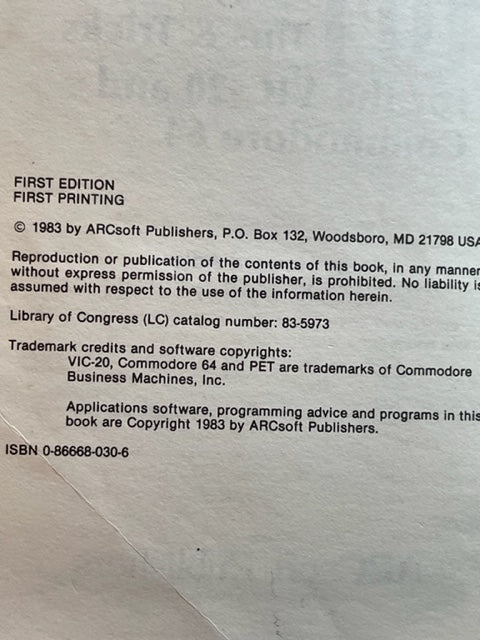 FIRST EDITION
FIRST PRINTING
© 1983 by ARCsoft Publishers, P.O. Box 132, Woodsboro, MD 21798 USA
Reproduction or publication of the contents of this book, in any manner
without express permission of the publisher, is prohibited. No liability is
assumed with respect to the use of the information herein.
Library of Congress (LC) catalog number: 83-5973
Trademark credits and software copyrights:
VIC-20, Commodore 64 and PET are trademarks of Commodore
Business Machines, Inc.
Applications software, programming advice and programs in this
book are Copyright 1983 by ARCsoft Publishers.
ISBN 0-86668-030-6